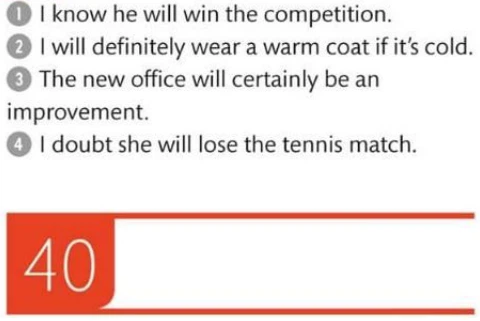 1 I know he will win the competition.
2 I will definitely wear a warm coat if it's cold.
3 The new office will certainly be an
improvement.
4 I doubt she will lose the tennis match.
40